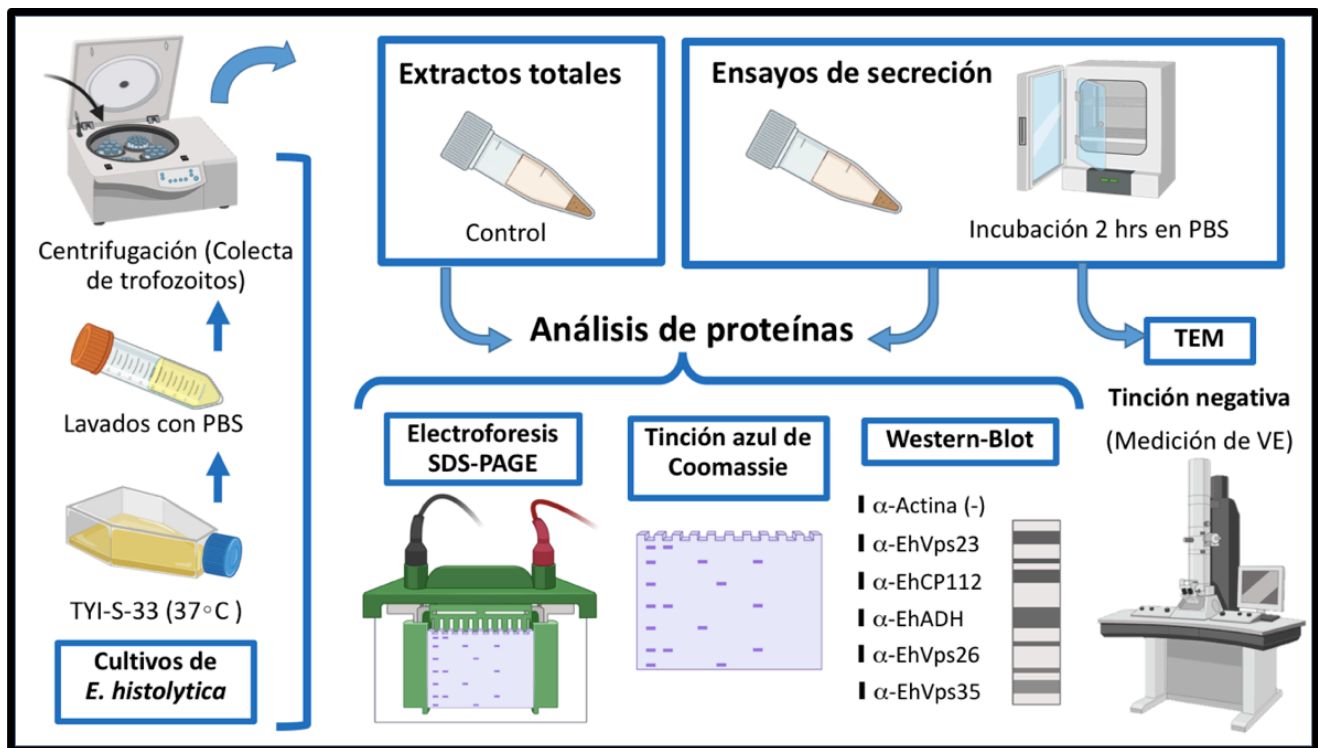 Extractos totales
Control
Ensayos de secreción
Incubación 2 hrs en PBS
Centrifugación (Colecta
de trofozoitos)
Lavados con PBS
TYI-S-33 (37°C )
Cultivos de
E. histolytica
Análisis de proteínas
Electroforesis
SDS-PAGE
Tinción azul de
Coomassie
Western-Blot
α-Actina (-)
α-EhVps23
α-EhCP112
α-EhADH
α-EhVps26
α-EhVps35
TEM
Tinción negativa
(Medición de VE)